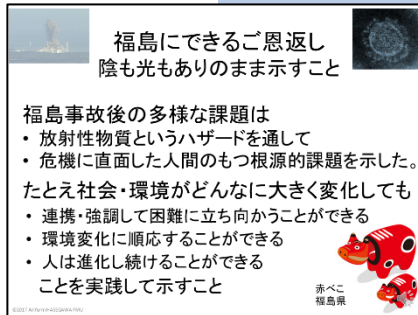 福島にできるご恩返し
陰も光もありのまま示すこと
福島事故後の多様な課題は
• 放射性物質というハザードを通して
• 危機に直面した人間のもつ根源的課題を示した。
たとえ社会・環境がどんなに大きく変化しても
• 連携・強調して困難に立ち向かうことができる
• 環境変化に順応することができる
• 人は進化し続けることができる
ことを実践して示すこと
赤べこ
福島県